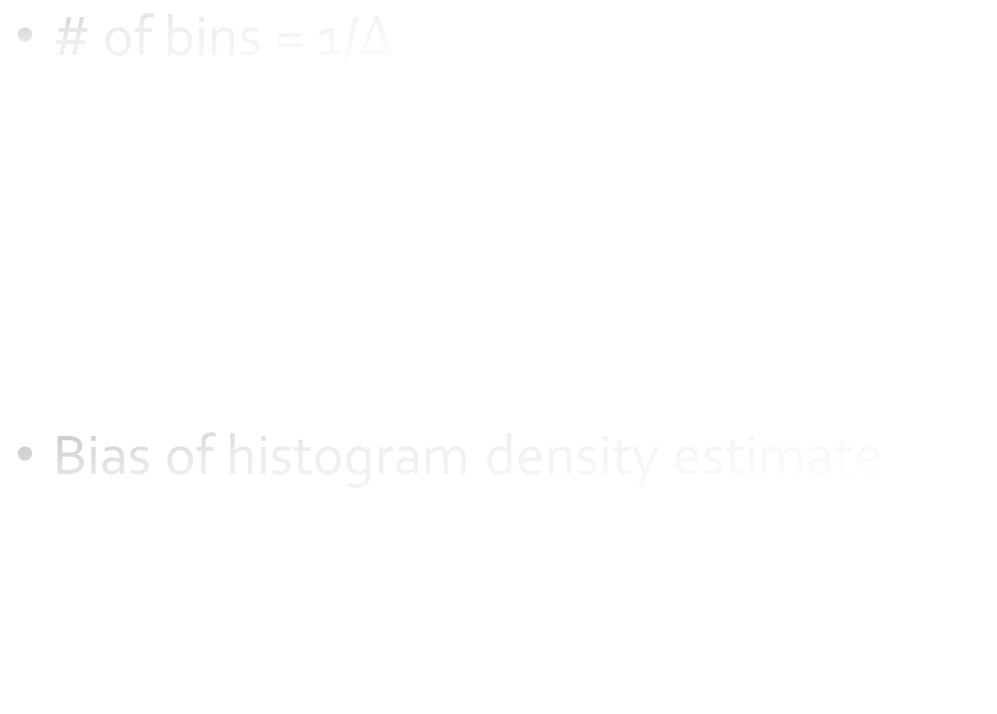 • # of bins = 1/Δ
• Bias of histogram density estimate